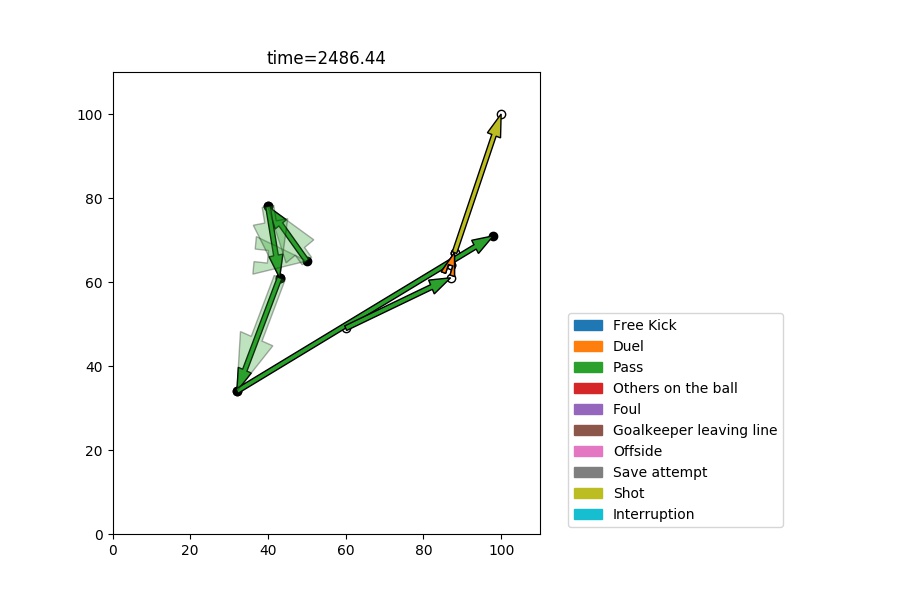 time=2486.44
100
80
60
40
20
0
0 20 40 60 80 100
Free Kick
Duel
Pass
Others on the ball
Foul
Goalkeeper leaving line
Offside
Save attempt
Shot
Interruption